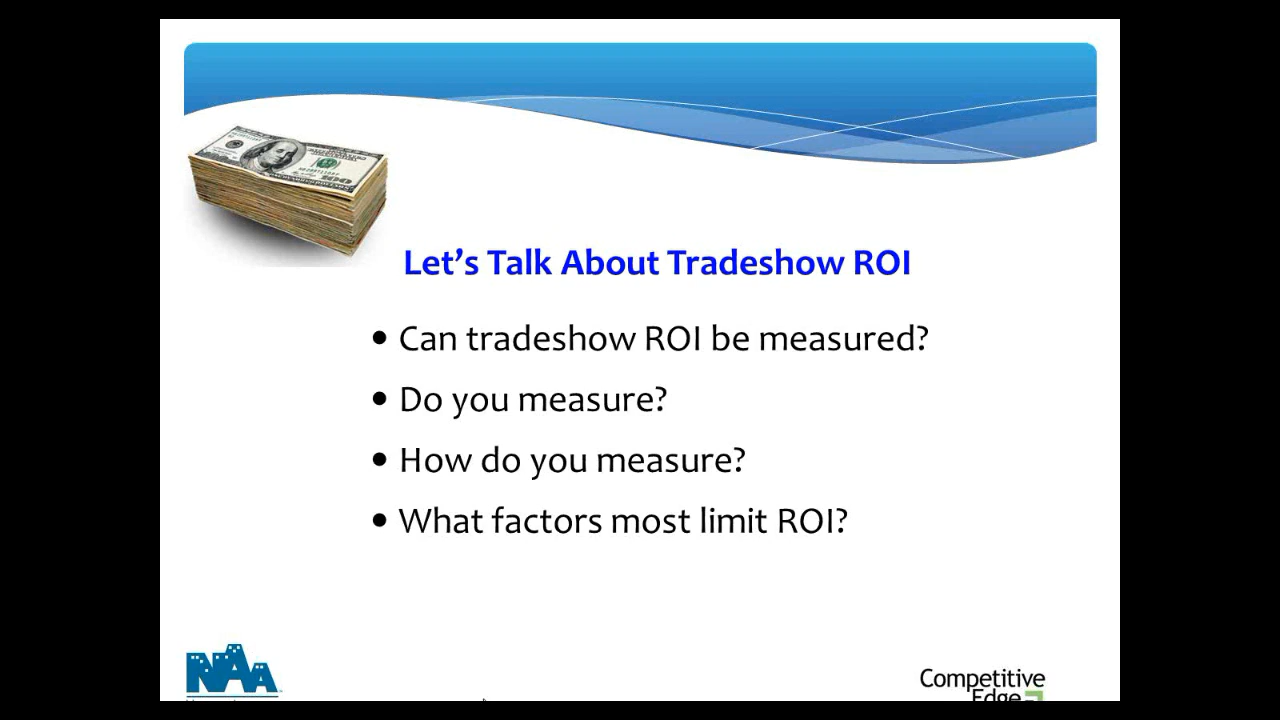 Let's Talk About Tradeshow ROI
• Can tradeshow ROI be measured?
• Do you measure?
• How do you measure?
• What factors most limit ROI?
NAA
Competitive
Edge